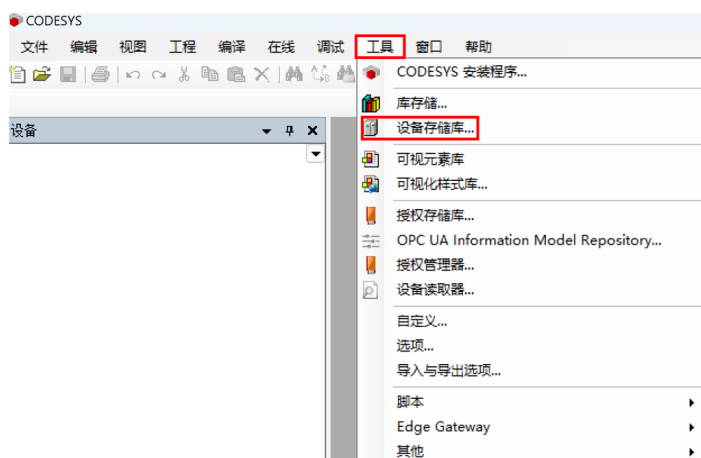 CODESYS
文件 编辑 视图 工程 编译 在线 调试 工具 窗口 帮助
CODESYS 安装程序...
库存储...
设备
设备存储库...
可视元素库
可视化样式库...
授权存储库...
OPC UA Information Model Repository...
授权管理器...
设备读取器...
自定义...
选项...
导入与导出选项...
脚本
Edge Gateway
其他